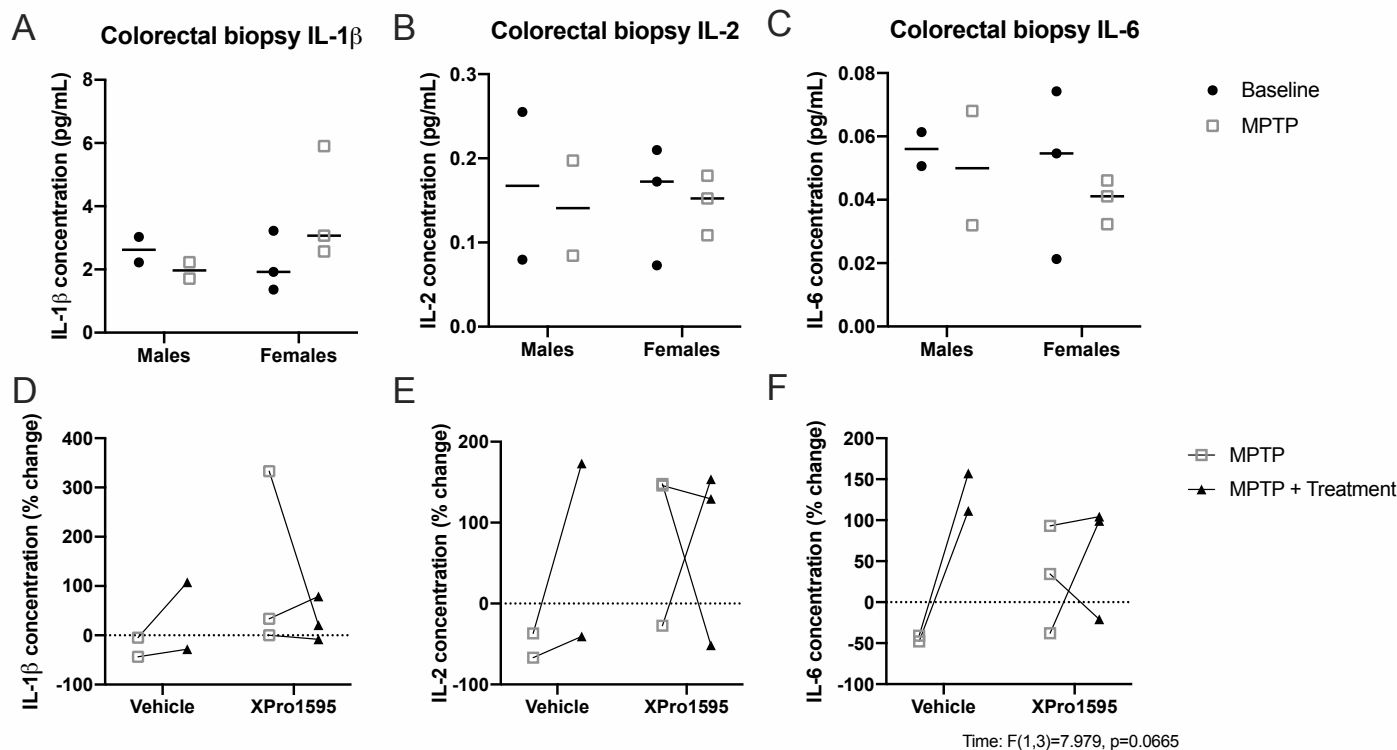 A
Colorectal biopsy IL-1β
IL-1β concentration (pg/mL)
8
6
4
2
0
Males
Females
B
Colorectal biopsy IL-2
IL-2 concentration (pg/mL)
0.3
0.2
0.1
0.0
Males
Females
C
Colorectal biopsy IL-6
IL-6 concentration (pg/mL)
0.08
0.06
0.04
0.02
0.00
Males
Females
Baseline
MPTP
D
IL-1β concentration (% change)
400
300
200
100
0
-100
Vehicle
XPro1595
E
IL-2 concentration (% change)
200
100
0
-100
Vehicle
XPro1595
F
IL-6 concentration (% change)
200
150
100
50
0
-50
-100
Vehicle
XPro1595
MPTP
MPTP + Treatment
Time: F(1,3)=7.979, p=0.0665